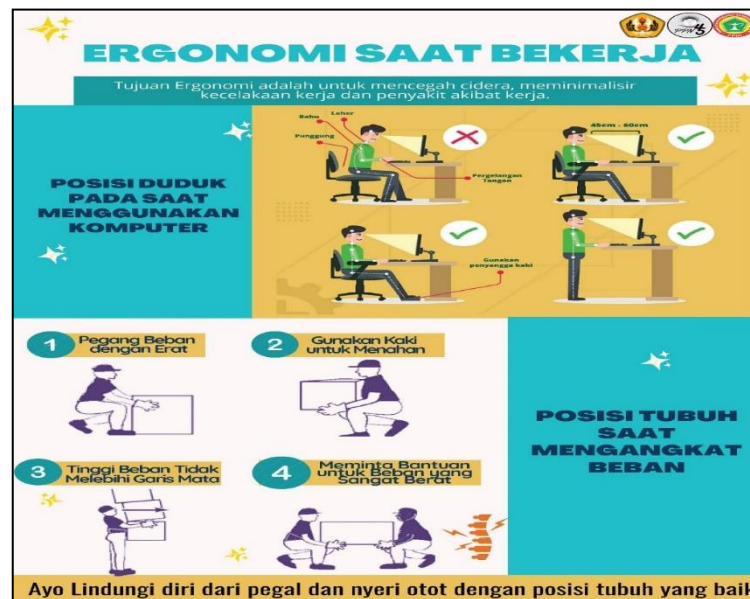 ERGONOMI SAAT BEKERJA
Tujuan Ergonomi adalah untuk mencegah cidera, meminimalisir
kecelakaan kerja dan penyakit akibat kerja.
POSISI DUDUK
PADA SAAT
MENGGUNAKAN
KOMPUTER
Bahu
Leher
Punggung
Pergelangan
Tangan
45cm - 60cm
Gunakan
penyangga kaki
1
Pegang Beban
dengan Erat
2
Gunakan Kaki
untuk Menahan
3
Tinggi Beban Tidak
Melebihi Garis Mata
4
Meminta Bantuan
untuk Beban yang
Sangat Berat
POSISI TUBUH
SAAT
MENGANGKAT
BEBAN
Ayo Lindungi diri dari pegal dan nyeri otot dengan posisi tubuh yang baik